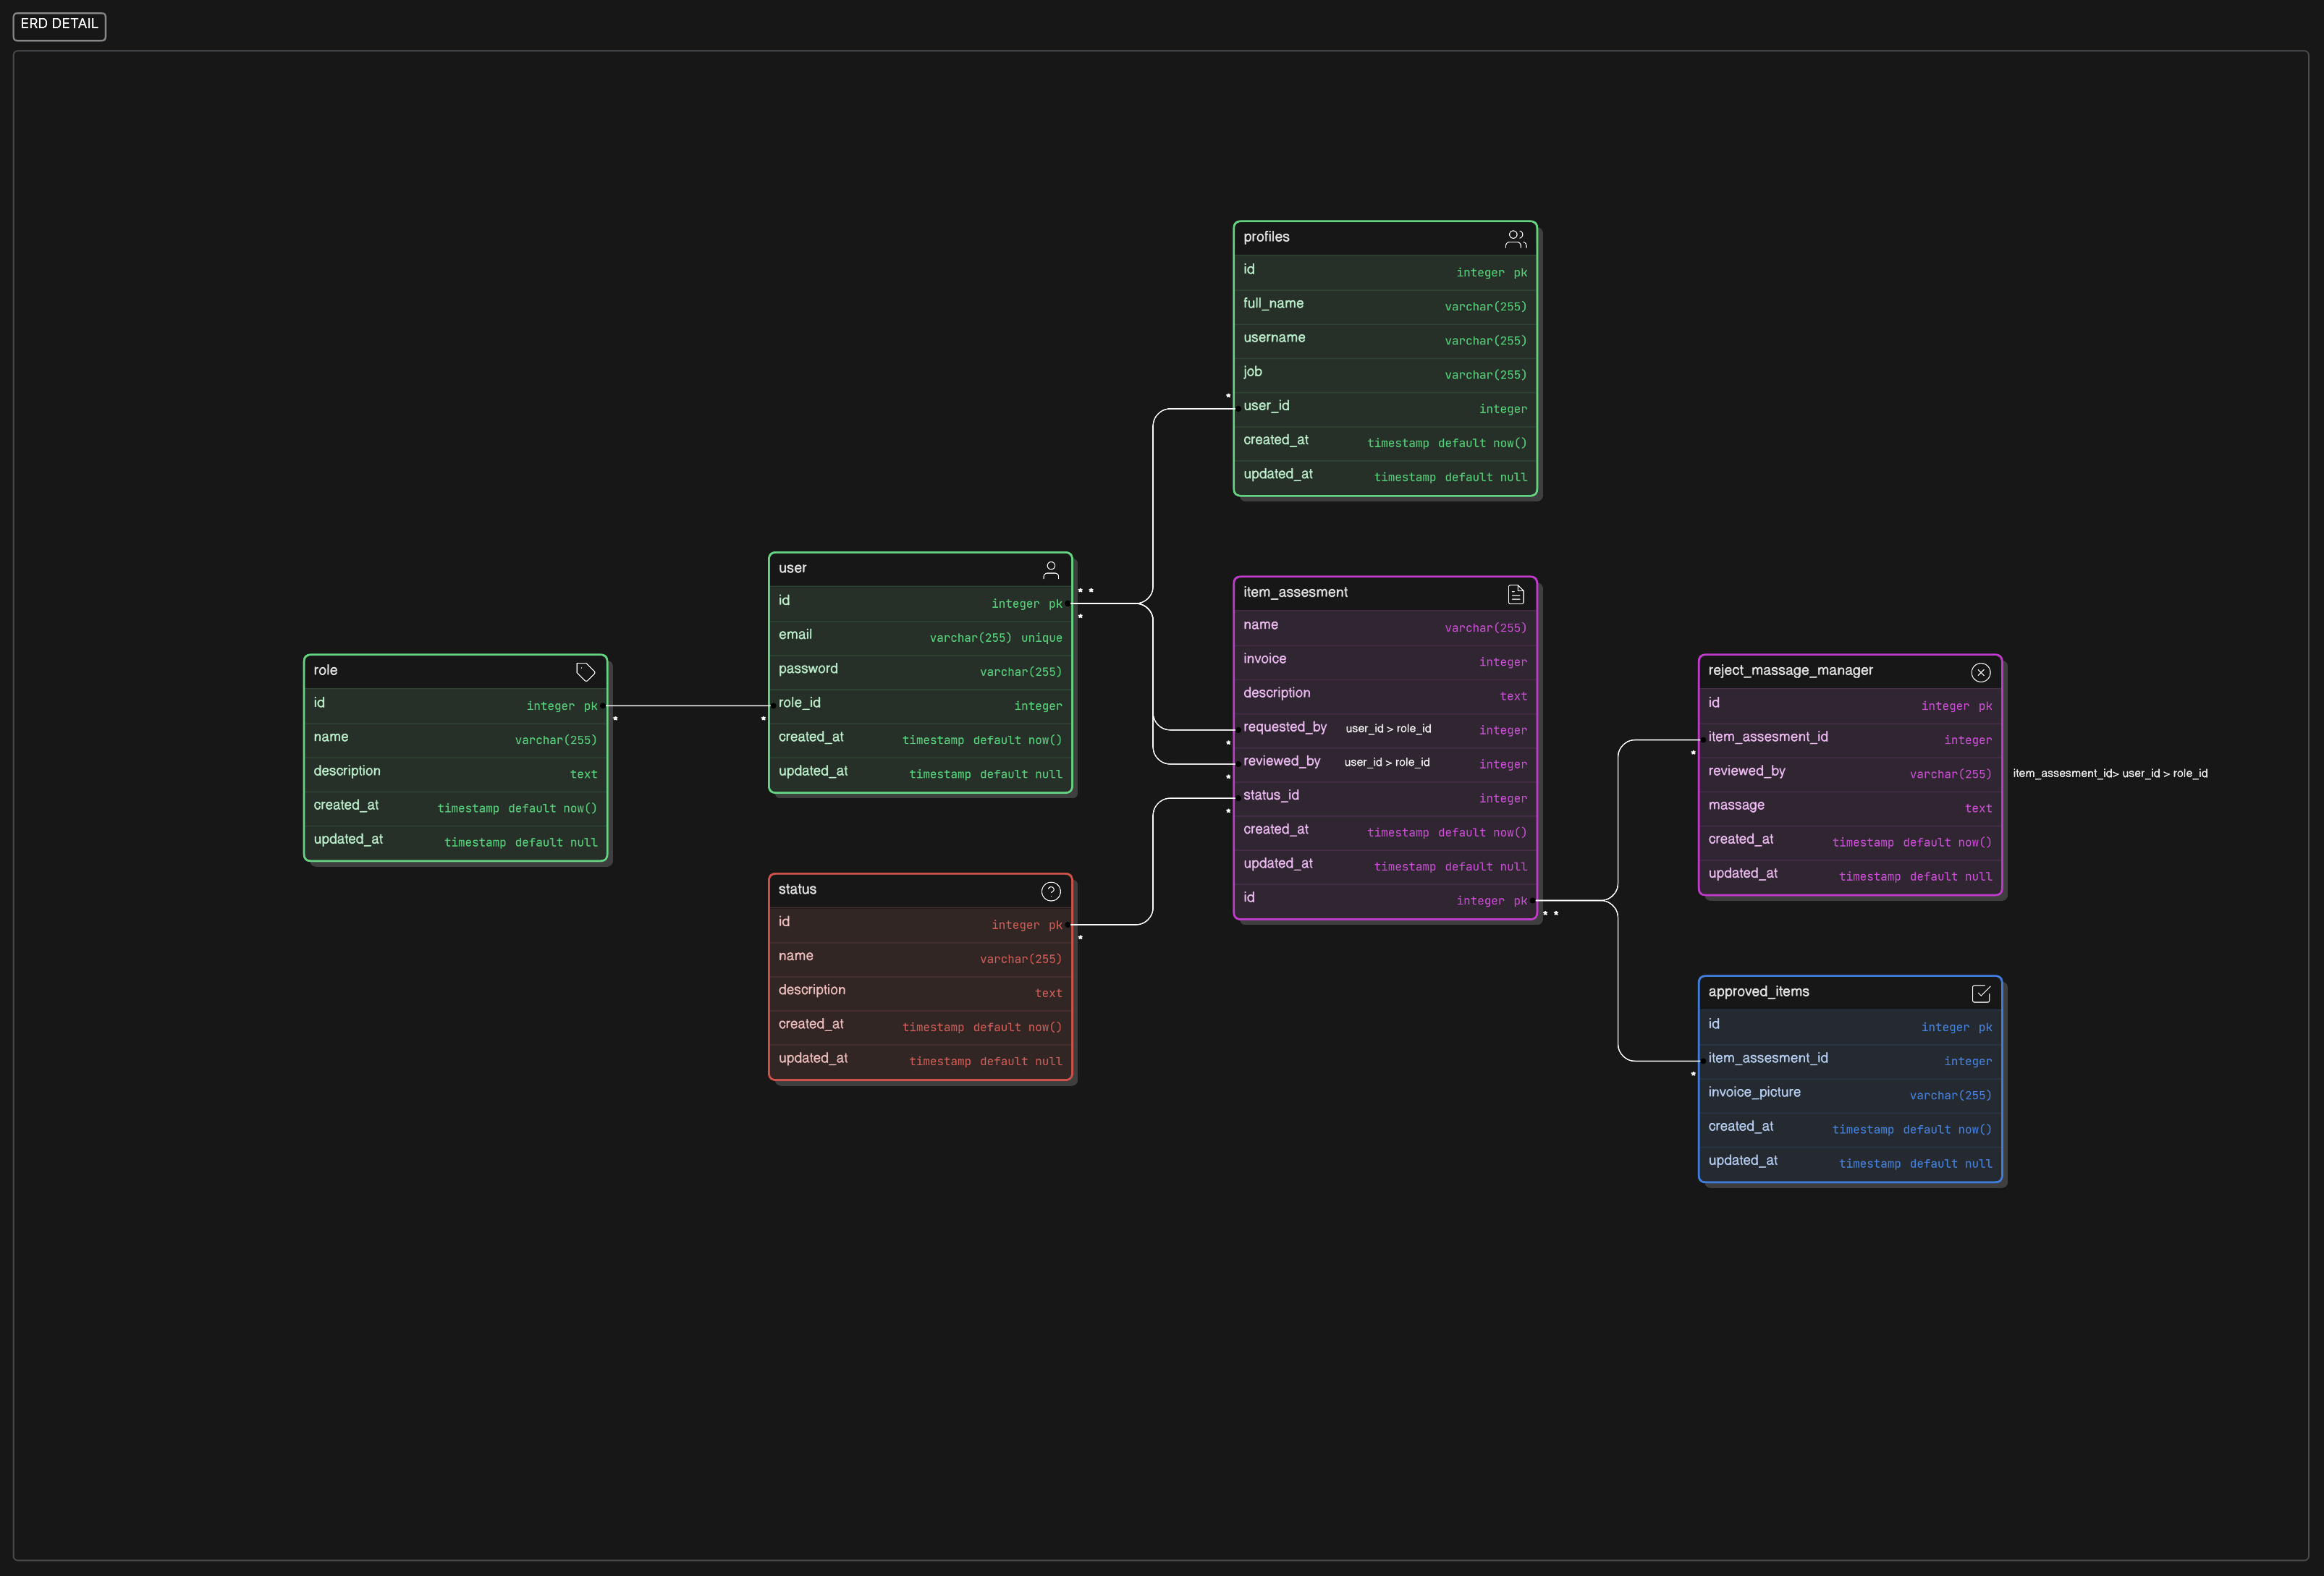 ERD DETAIL
profiles
id integer pk
full_name varchar(255)
username varchar(255)
job varchar(255)
*
user_id integer
created_at timestamp default now()
updated_at timestamp default null
user
* *
id integer pk
*
email varchar(255) unique
password varchar(255)
role_id integer
*
created_at timestamp default now()
updated_at timestamp default null
item_assesment
name varchar(255)
invoice integer
description text
requested_by user_id > role_id integer
*
reviewed_by user_id > role_id integer
*
status_id integer
*
created_at timestamp default now()
updated_at timestamp default null
id integer pk
* *
role
id integer pk
*
name varchar(255)
description text
created_at timestamp default now()
updated_at timestamp default null
reject_massage_manager
id integer pk
item_assesment_id integer
*
reviewed_by varchar(255) item_assesment_id> user_id > role_id
massage text
created_at timestamp default now()
updated_at timestamp default null
status
id integer pk
*
name varchar(255)
description text
created_at timestamp default now()
updated_at timestamp default null
approved_items
id integer pk
item_assesment_id integer
*
invoice_picture varchar(255)
created_at timestamp default now()
updated_at timestamp default null